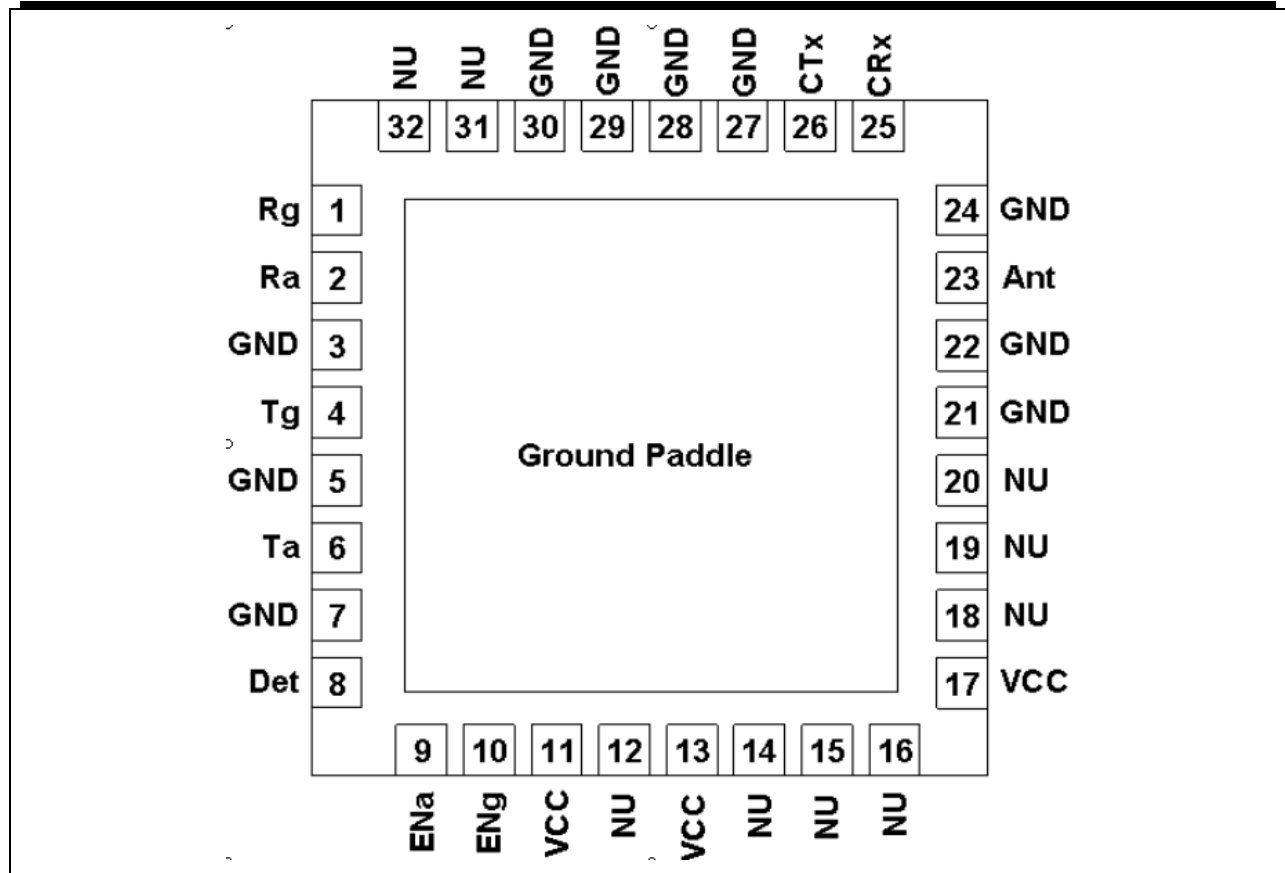 NU NU GND GND GND GND CTx CRx
32 31 30 29 28 27 26 25
Rg 1 24 GND
Ra 2 23 Ant
GND 3 22 GND
Tg 4 21 GND
Ground Paddle
GND 5 20 NU
Ta 6 19 NU
GND 7 18 NU
Det 8 17 VCC
9 10 11 12 13 14 15 16
ENa ENg VCC NU VCC NU NU NU